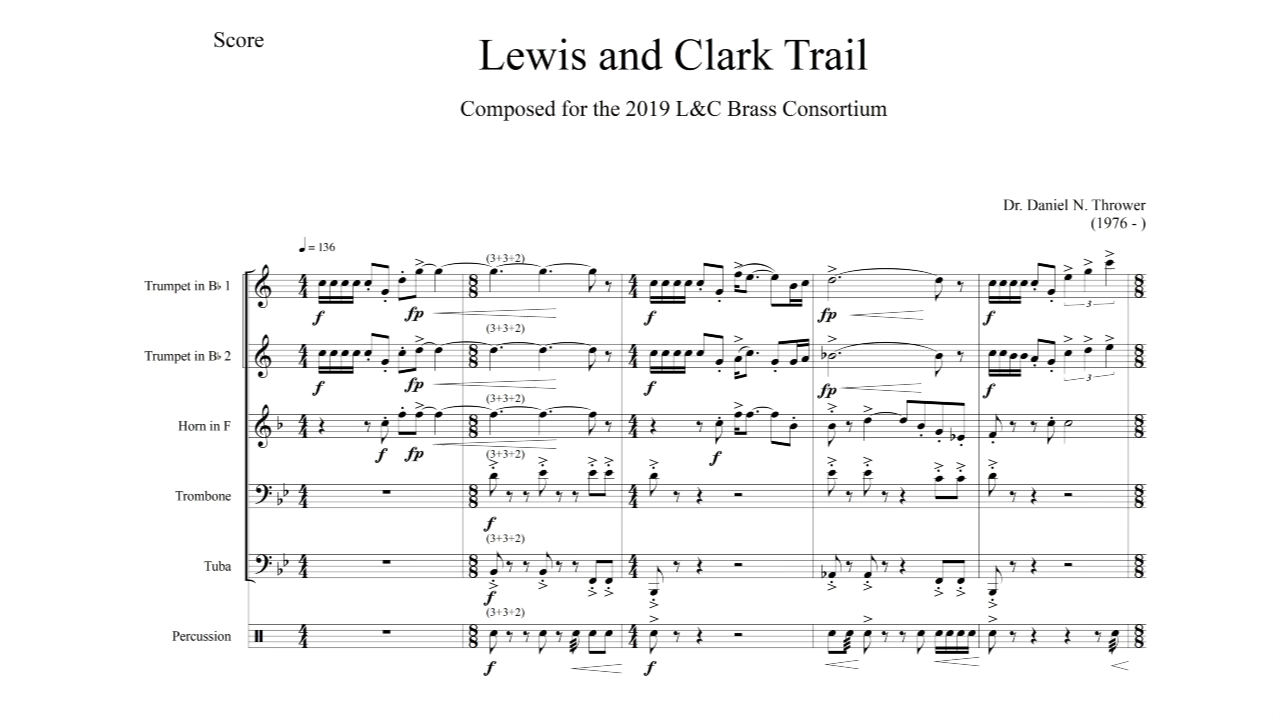 Score
Lewis and Clark Trail
Composed for the 2019 L&C Brass Consortium
Dr. Daniel N. Thrower
(1976 - )
♩ = 136
(3+3+2)
Trumpet in B♭ 1
f fp f fp f
3
(3+3+2)
Trumpet in B♭ 2
f fp f fp f
3
(3+3+2)
Horn in F
f fp f
(3+3+2)
Trombone
f
(3+3+2)
Tuba
f
(3+3+2)
Percussion
f f